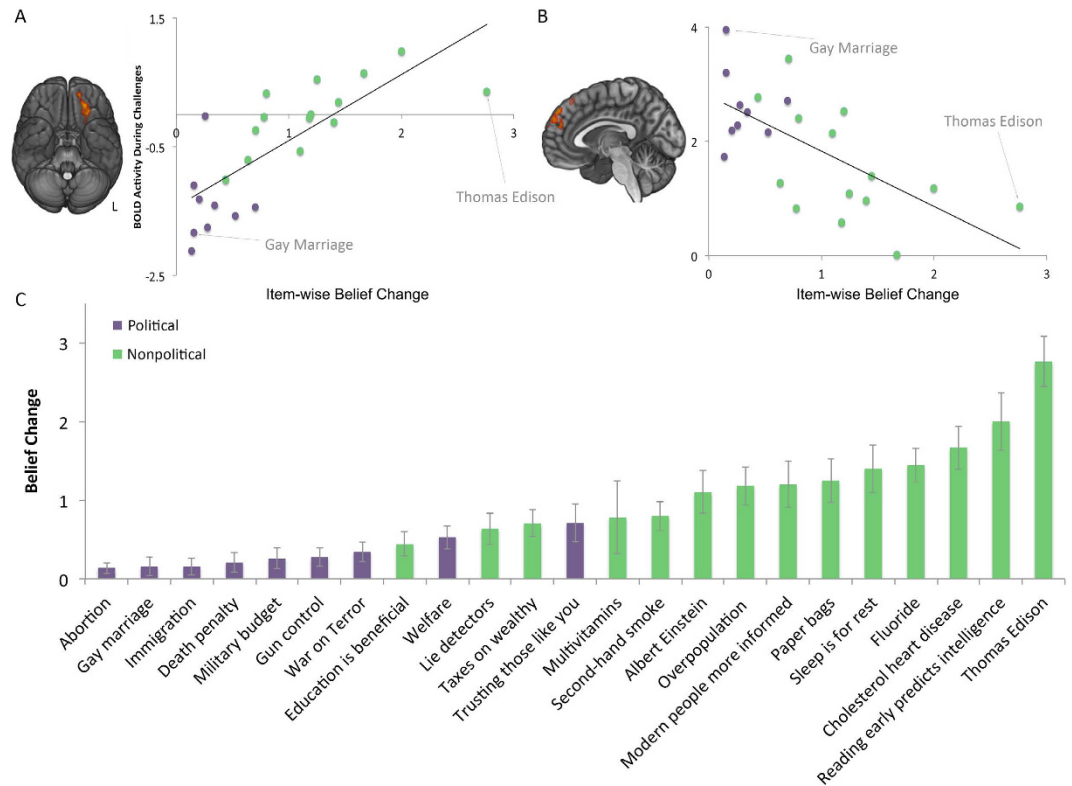 A
B
1.5
-0.5
-2.5
0
1
2
3
BOLD Activity During Challenges
L
Thomas Edison
Gay Marriage
Item-wise Belief Change
4
2
0
0
1
2
3
Gay Marriage
Thomas Edison
Item-wise Belief Change
C
Political
Nonpolitical
3
2
1
0
Belief Change
Abortion
Gay marriage
Immigration
Death penalty
Military budget
Gun control
War on Terror
Education is beneficial
Welfare
Lie detectors
Taxes on wealthy
Trusting those like you
Multivitamins
Second-hand smoke
Albert Einstein
Overpopulation
Modern people more informed
Paper bags
Sleep is for rest
Fluoride
Cholesterol heart disease
Reading early predicts intelligence
Thomas Edison